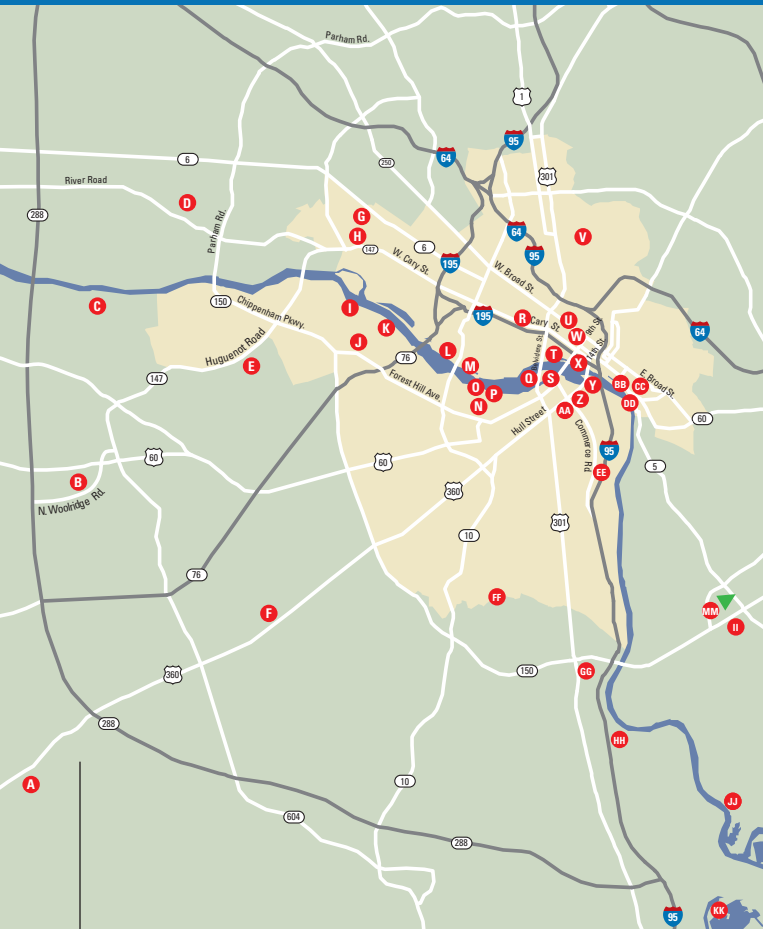 Parham Rd.
1
95
64
6
250
301
River Road
D
288
G
Parham Rd.
H
147
W. Cary St.
6
64
V
95
195
W. Broad St.
C
150
Chippenham Pkwy.
I
195
R
Cary St.
U
9th St.
K
J
Huguenot Road
W
14th St.
64
Belvidere St.
L
T
76
X
E
M
147
Forest Hill Ave.
O
P
Q
S
Y
BB
CC
E. Broad St.
N
Z
DD
AA
Hull Street
60
Commerce Rd.
60
60
95
5
B
N. Woolridge Rd.
360
EE
301
10
76
FF
F
MM
II
360
150
GG
288
HH
A
10
JJ
604
288
KK
95